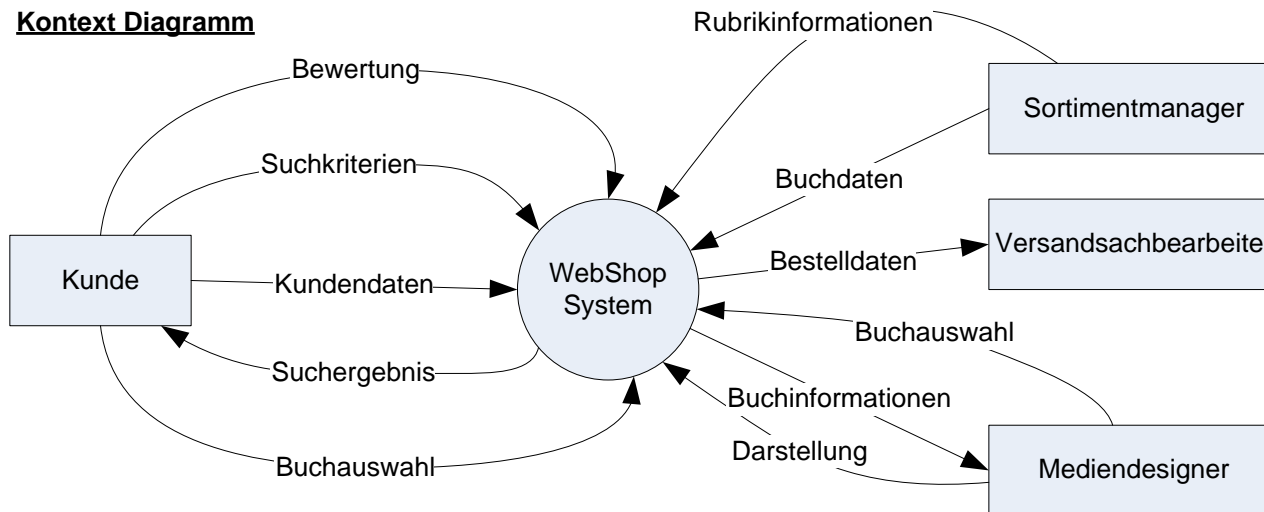 Kontext Diagramm
Rubrikinformationen
Bewertung
Sortimentmanager
Suchkriterien
Buchdaten
Versandsachbearbeite
Bestelldaten
WebShop
System
Kunde
Kundendaten
Buchauswahl
Suchergebnis
Buchinformationen
Darstellung
Buchauswahl
Mediendesigner